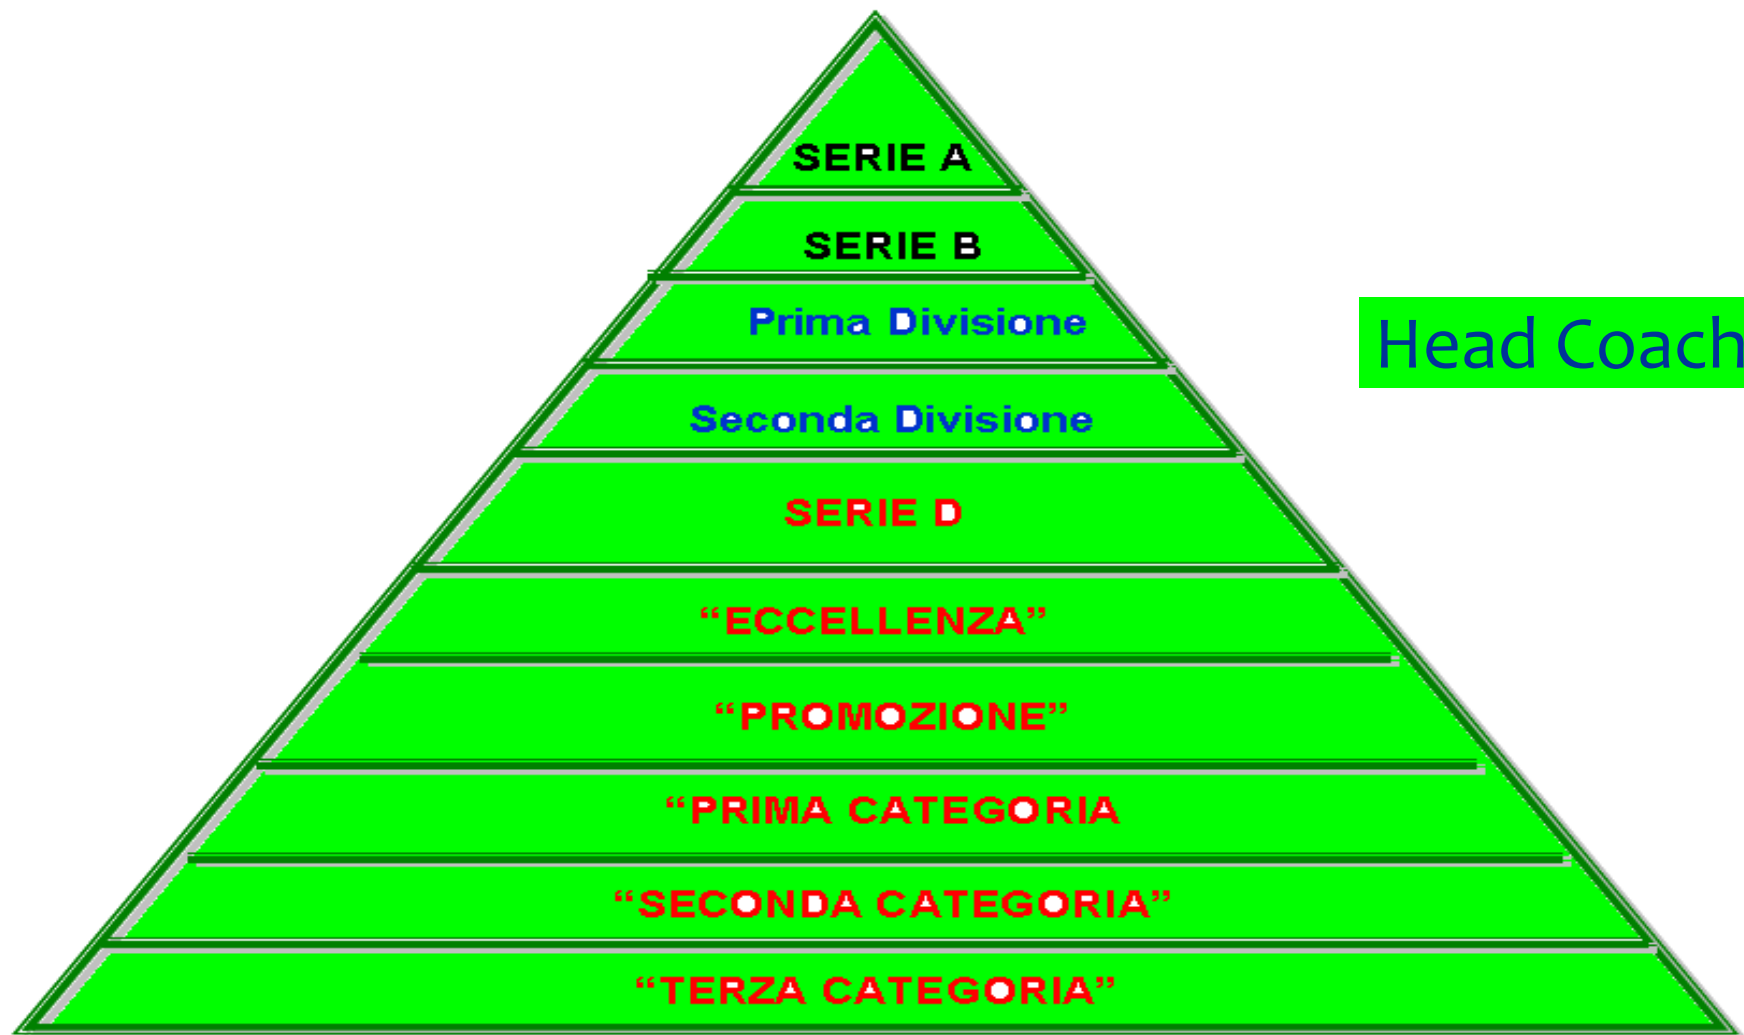 SERIE A
SERIE B
Prima Divisione
Head Coach
Seconda Divisione
SERIE D
“ECCELLENZA”
“PROMOZIONE”
“PRIMA CATEGORIA
“SECONDA CATEGORIA”
“TERZA CATEGORIA”